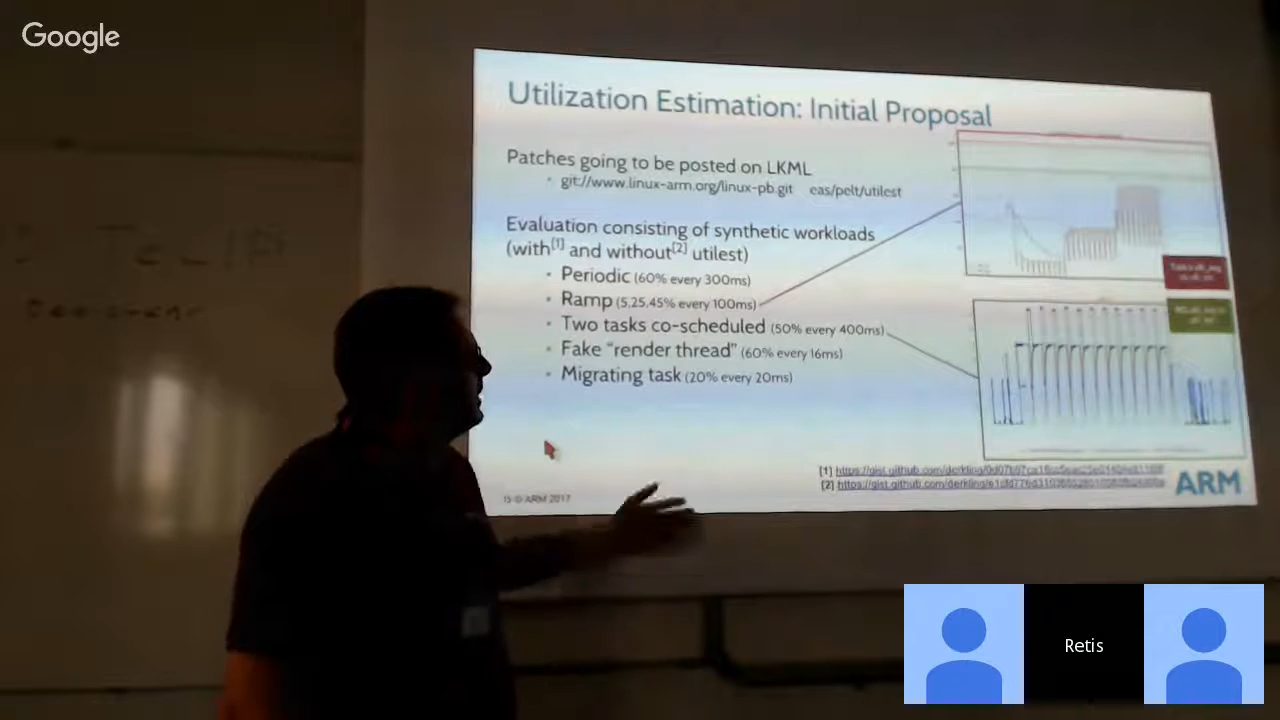 Google
Utilization Estimation: Initial Proposal
Patches going to be posted on LKML
• git://www.linux-arm.org/linux-pb.git eas/pelt/utilest
Evaluation consisting of synthetic workloads
(with[1] and without[2] utilest)
• Periodic (60% every 300ms)
• Ramp (5,25,45% every 100ms)
• Two tasks co-scheduled (50% every 400ms)
• Fake "render thread" (60% every 16ms)
• Migrating task (20% every 20ms)
[1]
[2]
15 © ARM 2017
ARM
Retis